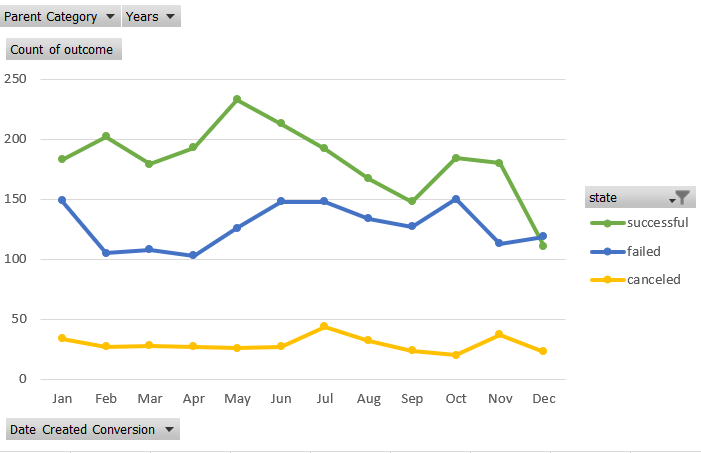 Parent Category Years
Count of outcome
250
200
150
100
50
0
Jan Feb Mar Apr May Jun Jul Aug Sep Oct Nov Dec
state
successful
failed
canceled
Date Created Conversion